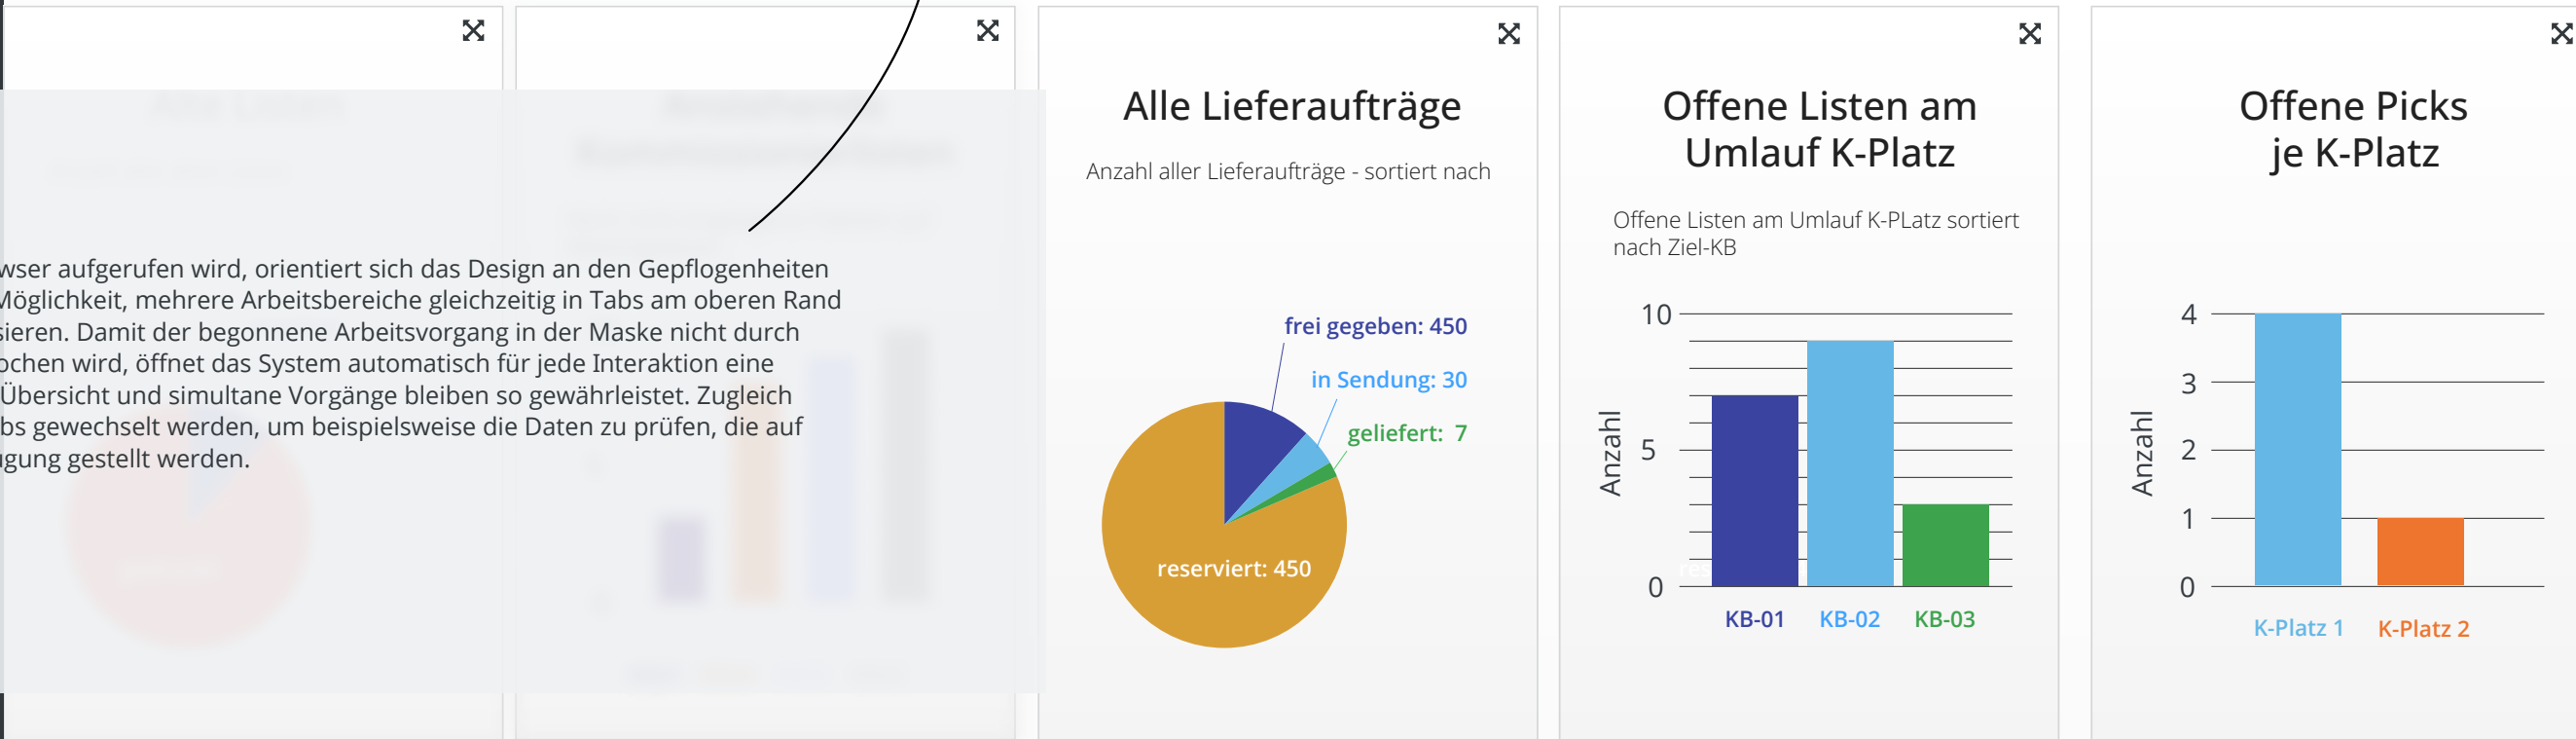 Alte Listen
wser aufgerufen wird, orientiert sich das Design an den Gepflogenheiten
Möglichkeit, mehrere Arbeitsbereiche gleichzeitig in Tabs am oberen Rand
sieren. Damit der begonnene Arbeitsvorgang in der Maske nicht durch
ochen wird, öffnet das System automatisch für jede Interaktion eine
Übersicht und simultane Vorgänge bleiben so gewährleistet. Zugleich
bs gewechselt werden, um beispielsweise die Daten zu prüfen, die auf
ügung gestellt werden.
Alle Lieferaufträge
Anzahl aller Lieferaufträge - sortiert nach
frei gegeben: 450
in Sendung: 30
geliefert: 7
reserviert: 450
Offene Listen am
Umlauf K-Platz
Offene Listen am Umlauf K-PLatz sortiert
nach Ziel-KB
Anzahl
10
5
0
res
KB-01 KB-02 KB-03
Offene Picks
je K-Platz
Anzahl
4
3
2
1
0
K-Platz 1 K-Platz 2